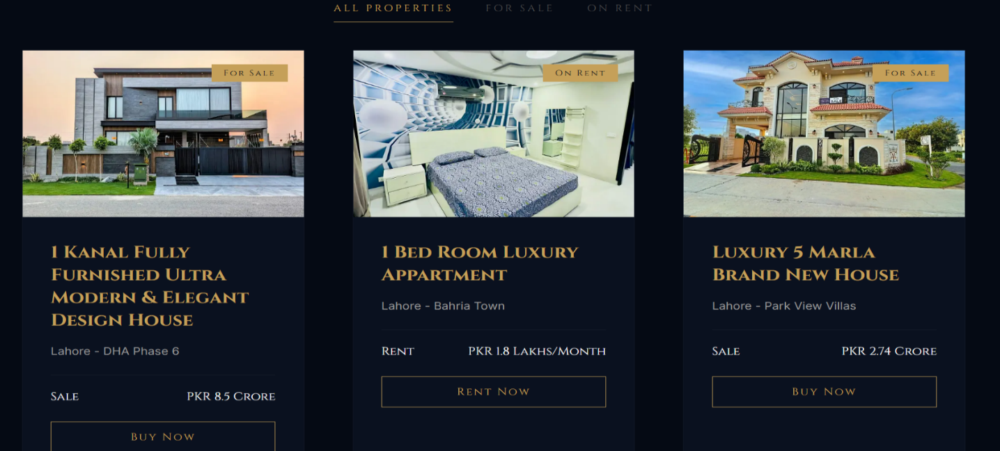 ALL PROPERTIES
FOR SALE
ON RENT
For Sale
1 Kanal Fully
Furnished Ultra
Modern & Elegant
Design House
Lahore - DHA Phase 6
Sale PKR 8.5 Crore
Buy Now
On Rent
1 Bed Room Luxury
Appartment
Lahore - Bahria Town
Rent PKR 1.8 Lakhs/Month
Rent Now
For Sale
Luxury 5 Marla
Brand New House
Lahore - Park View Villas
Sale PKR 2.74 Crore
Buy Now